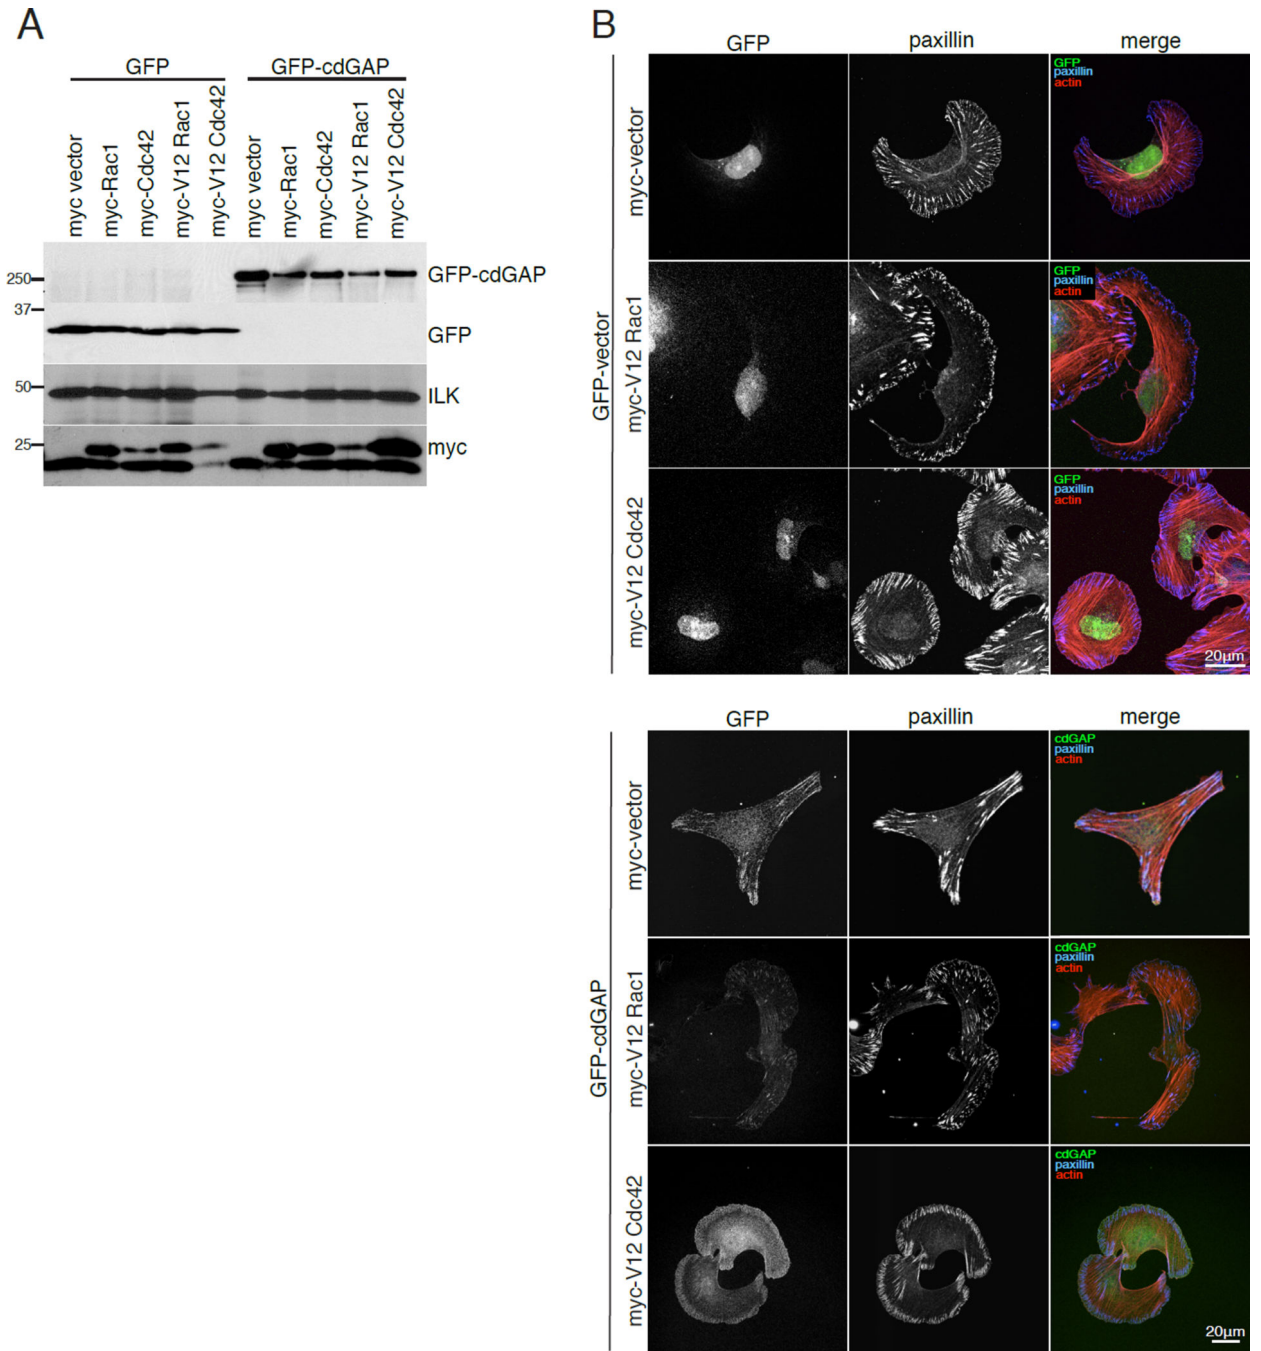 A
GFP
GFP-cdGAP
myc vector
myc-Rac1
myc-Cdc42
myc-V12 Rac1
myc-V12 Cdc42
myc vector
myc-Rac1
myc-Cdc42
myc-V12 Rac1
myc-V12 Cdc42
250
GFP-cdGAP
37
GFP
50
ILK
25
myc
B
GFP
paxillin
merge
GFP-vector
myc-vector
GFP
paxillin
actin
myc-V12 Rac1
GFP
paxillin
actin
myc-V12 Cdc42
GFP
paxillin
actin
20µm
GFP
paxillin
merge
GFP-cdGAP
myc-vector
cdGAP
paxillin
actin
myc-V12 Rac1
cdGAP
paxillin
actin
myc-V12 Cdc42
cdGAP
paxillin
actin
20µm